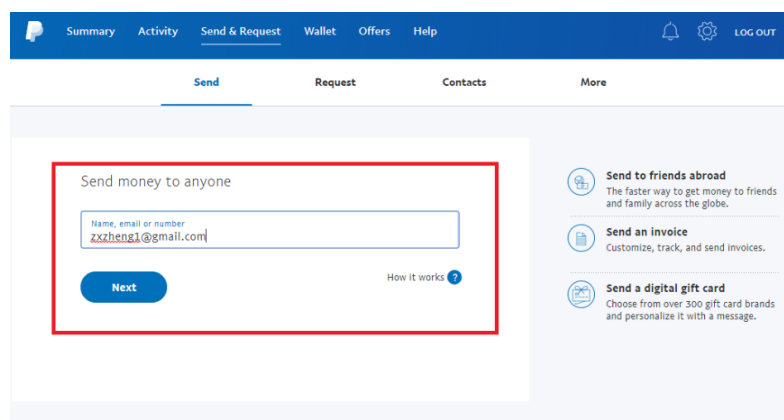 Summary Activity Send & Request Wallet Offers Help LOG OUT
Send Request Contacts More
Send money to anyone
Name, email or number
zxzheng1@gmail.com
Next
How it works ?
Send to friends abroad
The faster way to get money to friends
and family across the globe.
Send an invoice
Customize, track, and send invoices.
Send a digital gift card
Choose from over 300 gift card brands
and personalize it with a message.